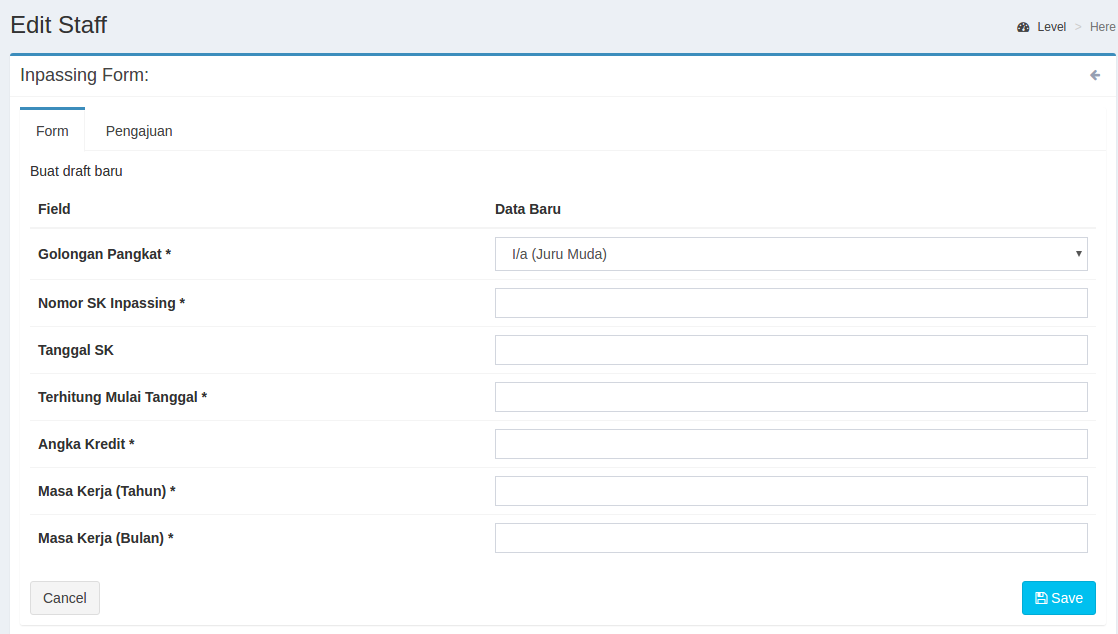 Edit Staff
Level > Here
Inpassing Form:
Form Pengajuan
Buat draft baru
Field Data Baru
Golongan Pangkat * I/a (Juru Muda)
Nomor SK Inpassing *
Tanggal SK
Terhitung Mulai Tanggal *
Angka Kredit *
Masa Kerja (Tahun) *
Masa Kerja (Bulan) *
Cancel Save